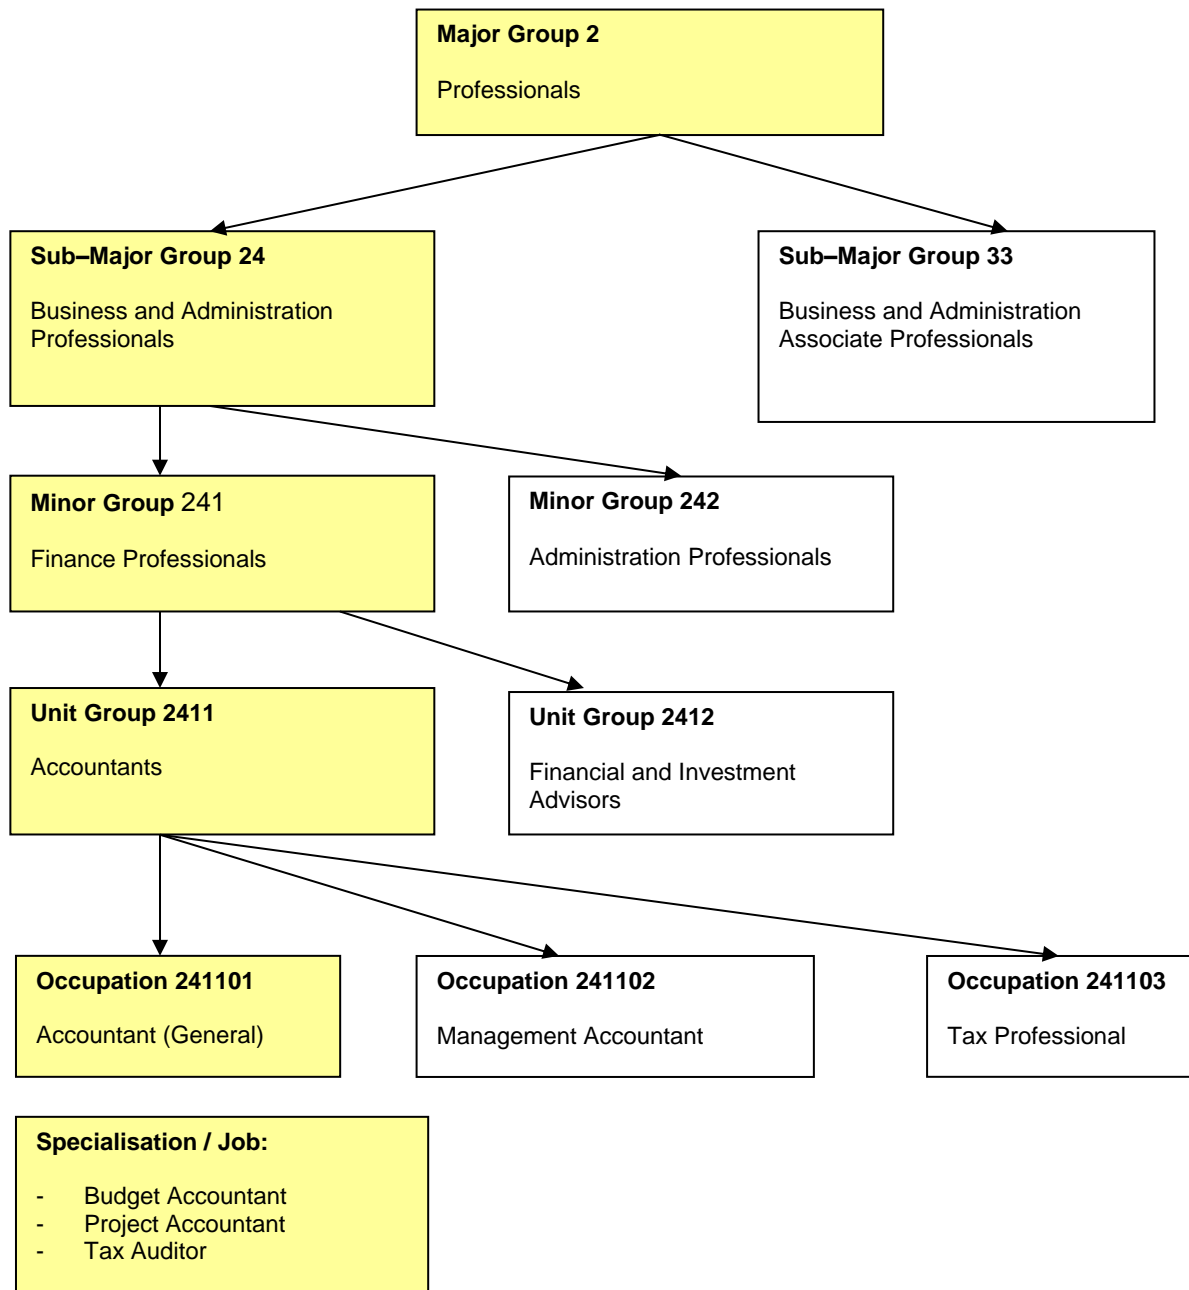 Major Group 2
Professionals
Sub–Major Group 24
Business and Administration
Professionals
Sub–Major Group 33
Business and Administration
Associate Professionals
Minor Group 241
Finance Professionals
Minor Group 242
Administration Professionals
Unit Group 2411
Accountants
Unit Group 2412
Financial and Investment
Advisors
Occupation 241101
Accountant (General)
Occupation 241102
Management Accountant
Occupation 241103
Tax Professional
Specialisation / Job:
- Budget Accountant
- Project Accountant
- Tax Auditor